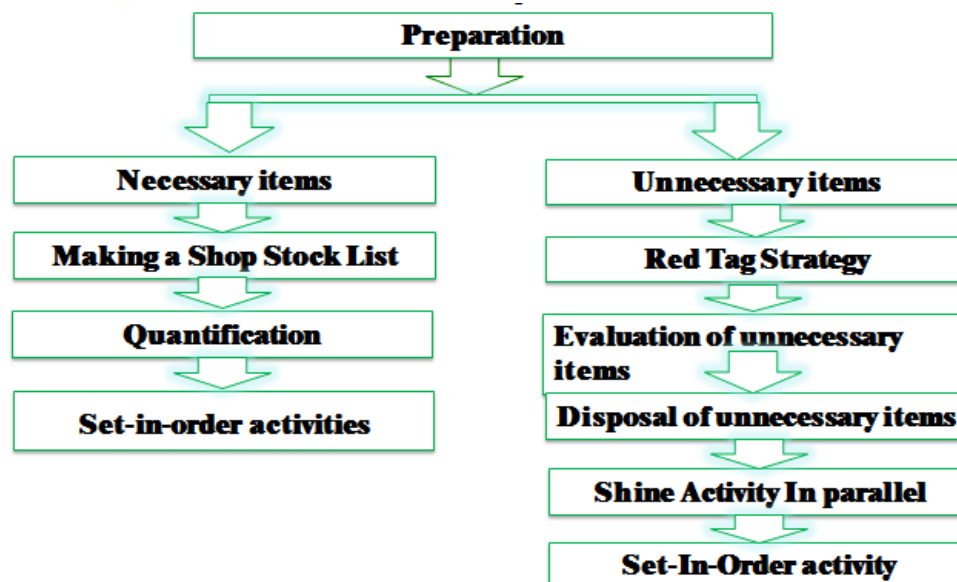 Preparation
Necessary items
Making a Shop Stock List
Quantification
Set-in-order activities
Unnecessary items
Red Tag Strategy
Evaluation of unnecessary
items
Disposal of unnecessary items
Shine Activity In parallel
Set-In-Order activity